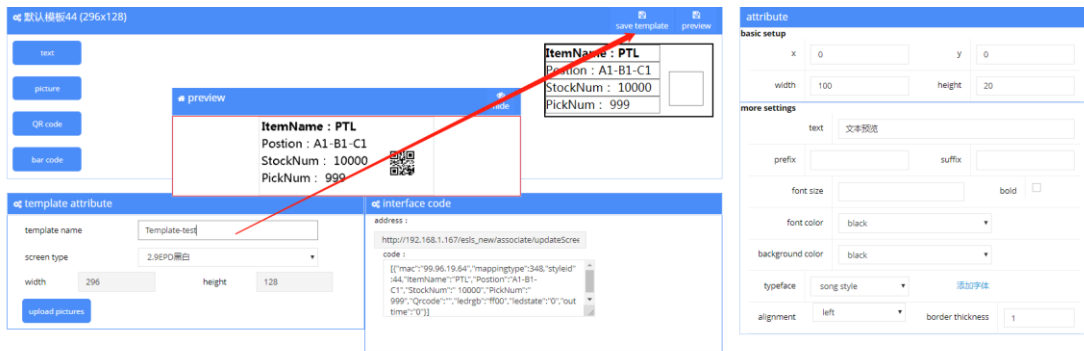 默认模板44 (296x128)
save template
preview
text
picture
QR code
bar code
ItemName : PTL
Postion : A1-B1-C1
StockNum : 10000
PickNum : 999
preview
hide
ItemName : PTL
Postion : A1-B1-C1
StockNum : 10000
PickNum : 999
template attribute
template name
Template-test
screen type
2.9EPD黑白
width
296
height
128
upload pictures
interface code
address :
http://192.168.1.167/esls_new/associate/updateScree
code :
[{"mac":"99.96.19.64","mappingtype":348,"styleid"
:44,"ItemName":"PTL","Postion":"A1-B1-
C1","StockNum":" 10000","PickNum":"
999","Qrcode":"","ledrgb":"ff00","ledstate":"0","out
time":"0"}]
attribute
basic setup
x
0
y
0
width
100
height
20
more settings
text
文本预览
prefix
suffix
font size
bold
font color
black
background color
black
typeface
song style
添加字体
alignment
left
border thickness
1